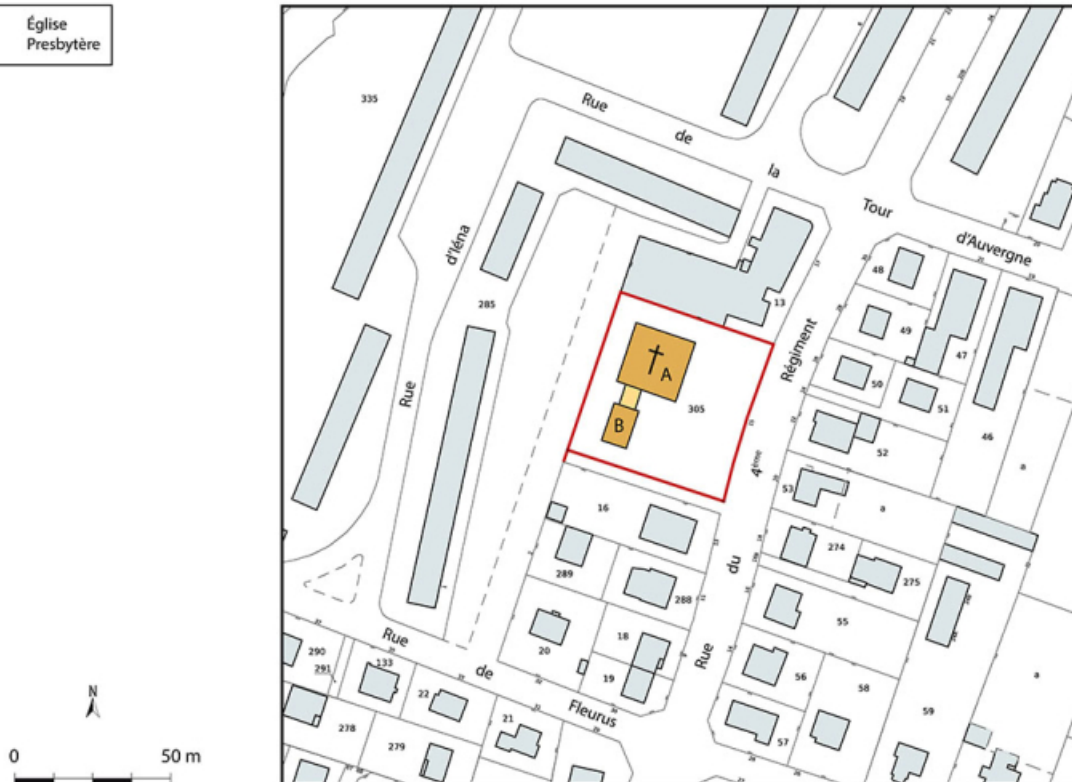 Église
Presbytère
335
Rue
de
la
Tour
d'Auvergne
d'Iéna
285
Rue
13
48
49
47
50
51
46
52
53
a
a
Régiment
4ème
du
Rue
A
B
305
16
289
288
274
275
55
18
20
19
56
58
57
59
a
Rue
de
Fleurus
290
291
133
22
21
278
279
N
0
50 m